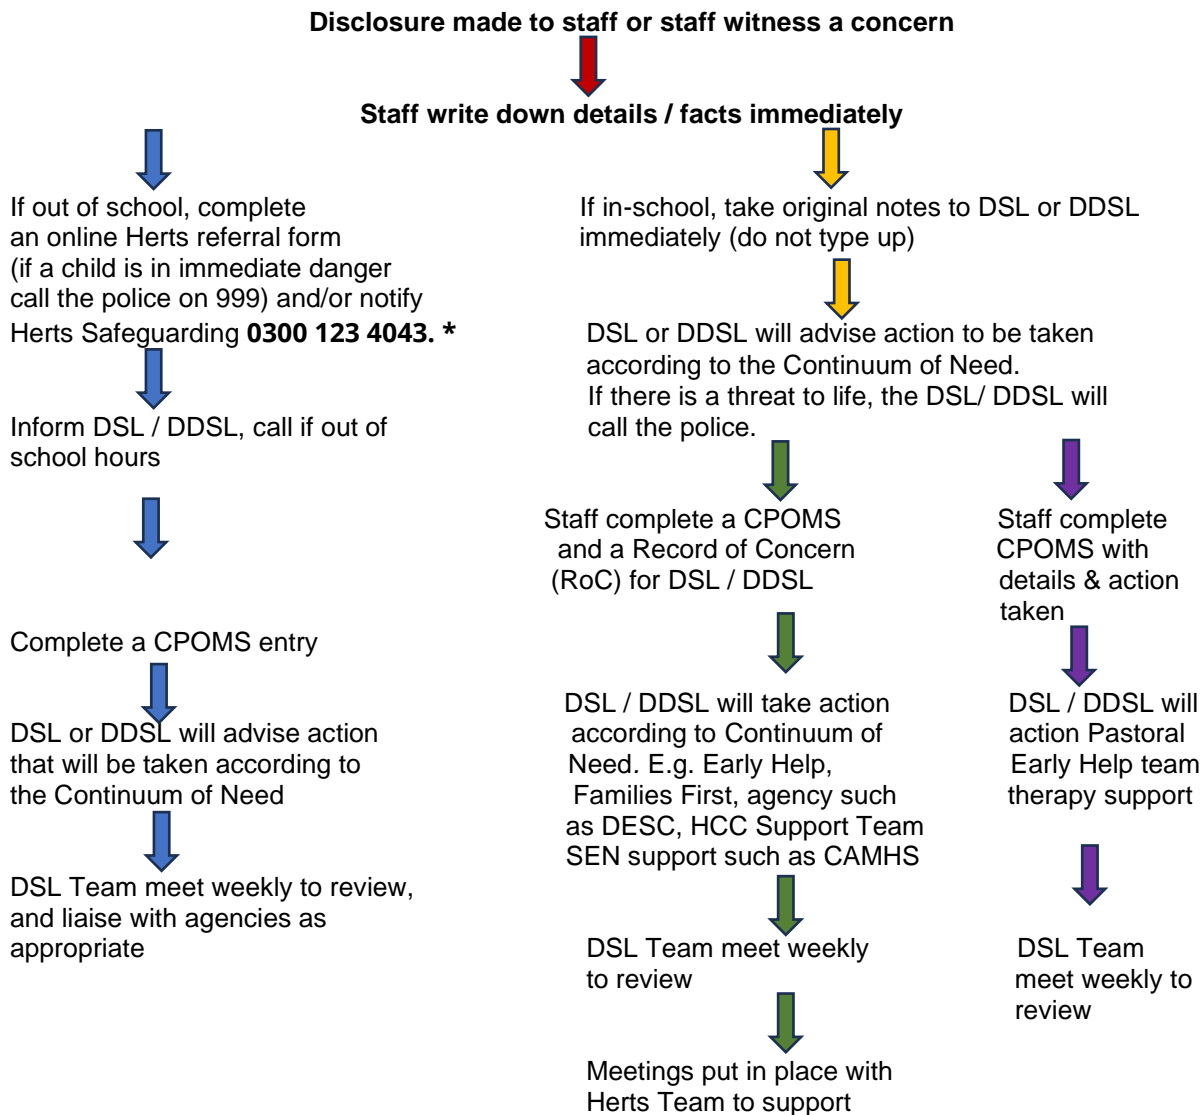 Disclosure made to staff or staff witness a concern
Staff write down details / facts immediately
If out of school, complete
an online Herts referral form
(if a child is in immediate danger
call the police on 999) and/or notify
Herts Safeguarding 0300 123 4043. *
Inform DSL / DDSL, call if out of
school hours
Complete a CPOMS entry
DSL or DDSL will advise action
that will be taken according to
the Continuum of Need
DSL Team meet weekly to review,
and liaise with agencies as
appropriate
If in-school, take original notes to DSL or DDSL
immediately (do not type up)
DSL or DDSL will advise action to be taken
according to the Continuum of Need.
If there is a threat to life, the DSL/ DDSL will
call the police.
Staff complete a CPOMS
and a Record of Concern
(RoC) for DSL / DDSL
DSL / DDSL will take action
according to Continuum of
Need. E.g. Early Help,
Families First, agency such
as DESC, HCC Support Team
SEN support such as CAMHS
DSL Team meet weekly
to review
Meetings put in place with
Herts Team to support
Staff complete
CPOMS with
details & action
taken
DSL / DDSL will
action Pastoral
Early Help team
therapy support
DSL Team
meet weekly to
review